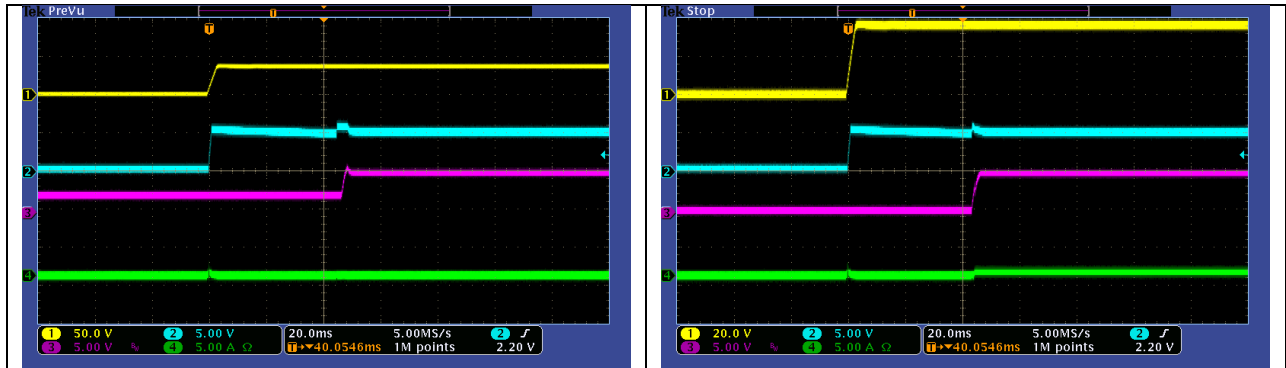 Tek PreVu
T
T
1
2
3
4
1 50.0 V 2 5.00 V
3 5.00 V 4 5.00 A Ω
20.0ms 5.00MS/s
T→▼40.0546ms 1M points
2 ∫
2.20 V
Tek Stop
T
T
1
2
3
4
1 20.0 V 2 5.00 V
3 5.00 V 4 5.00 A Ω
20.0ms 5.00MS/s
T→▼40.0546ms 1M points
2 ∫
2.20 V